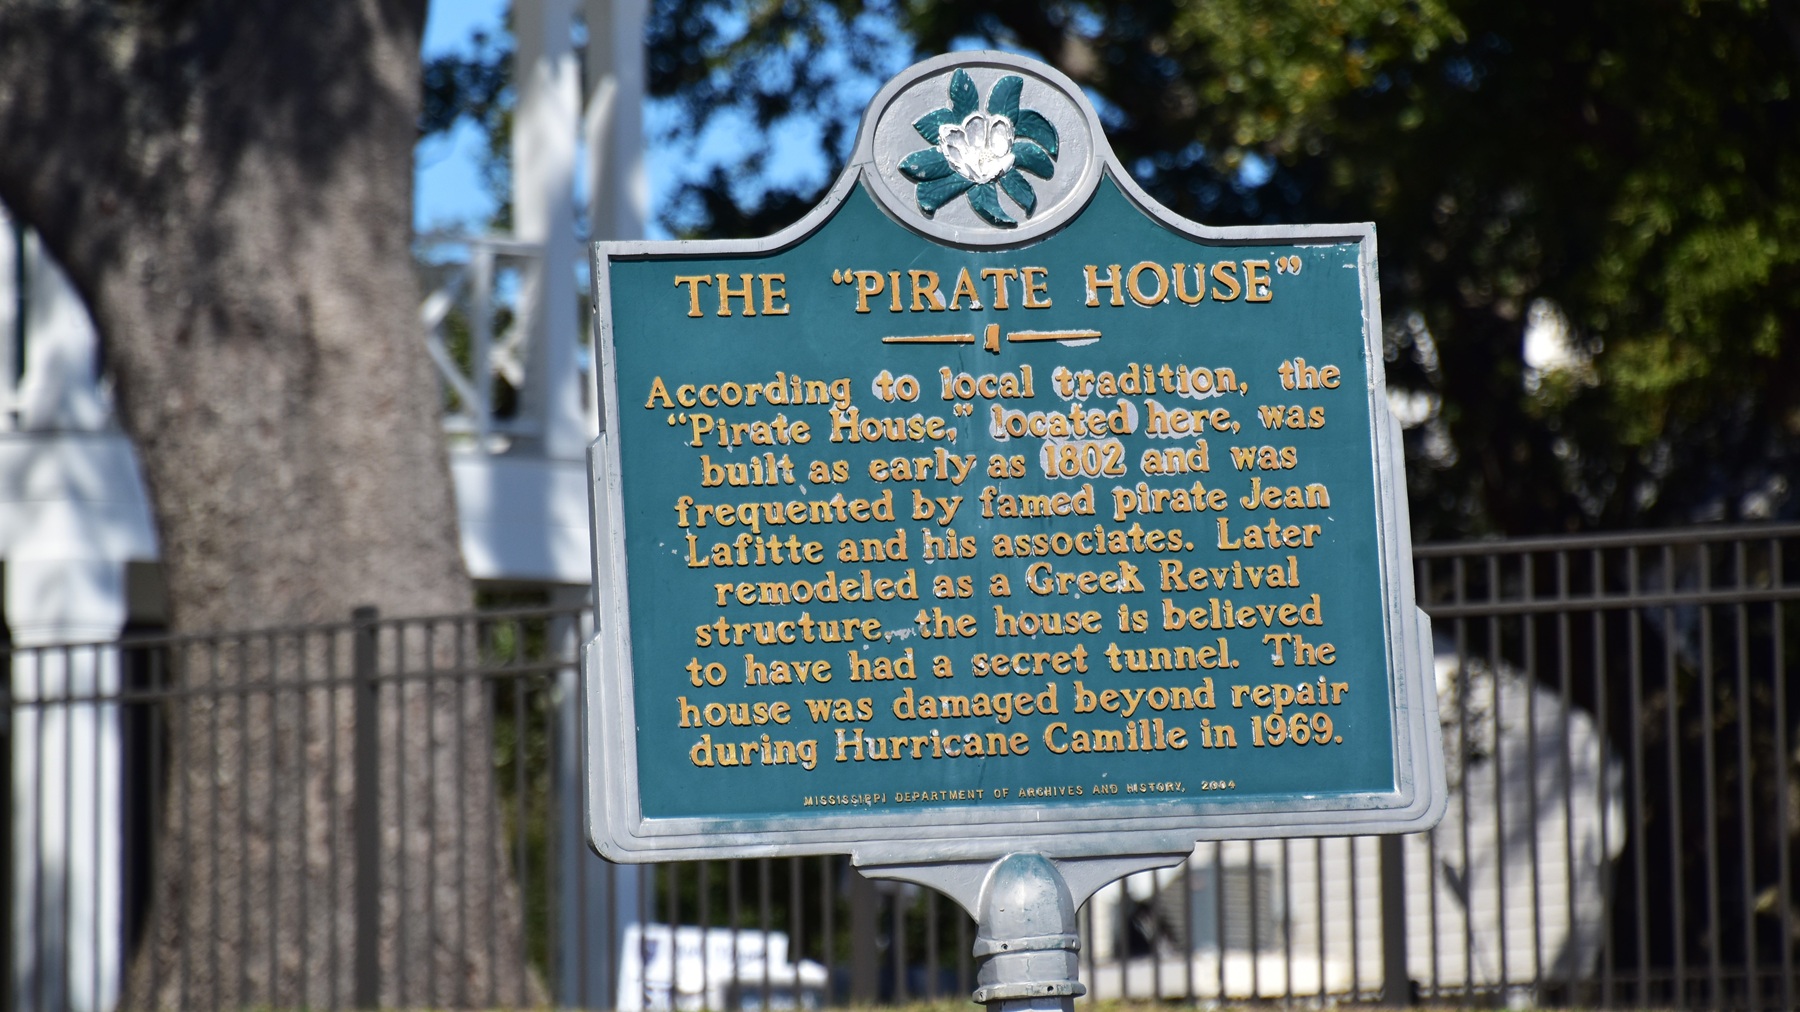 THE “PIRATE HOUSE”
According to local tradition, the
“Pirate House,” located here, was
built as early as 1802 and was
frequented by famed pirate Jean
Lafitte and his associates. Later
remodeled as a Greek Revival
structure, the house is believed
to have had a secret tunnel. The
house was damaged beyond repair
during Hurricane Camille in 1969.
MISSISSIPPI DEPARTMENT OF ARCHIVES AND HISTORY,